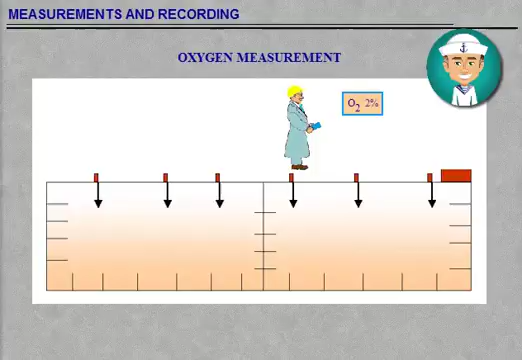 MEASUREMENTS AND RECORDING
OXYGEN MEASUREMENT
O2 2%